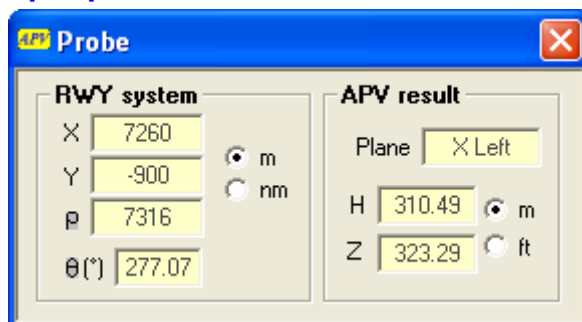 APV Probe
RWY system
X 7260
Y -900
m
nm
ρ 7316
θ(°) 277.07
APV result
Plane X Left
H 310.49 m
Z 323.29 ft